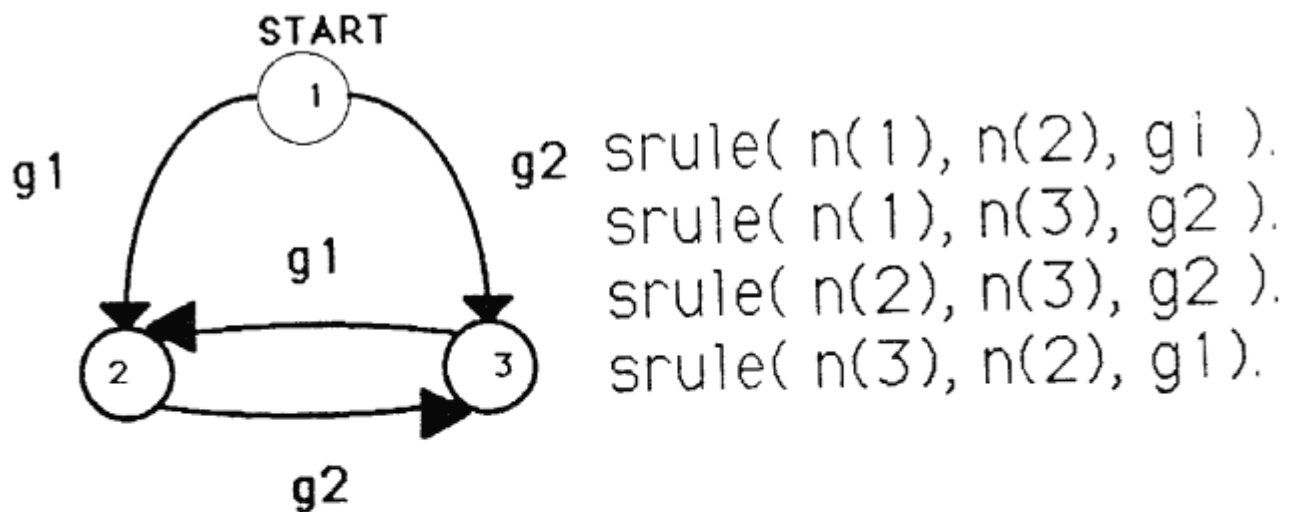 START
1
g1
g2
g1
2
3
g2
srule( n(1), n(2), g1 ).
srule( n(1), n(3), g2 ).
srule( n(2), n(3), g2 ).
srule( n(3), n(2), g1).